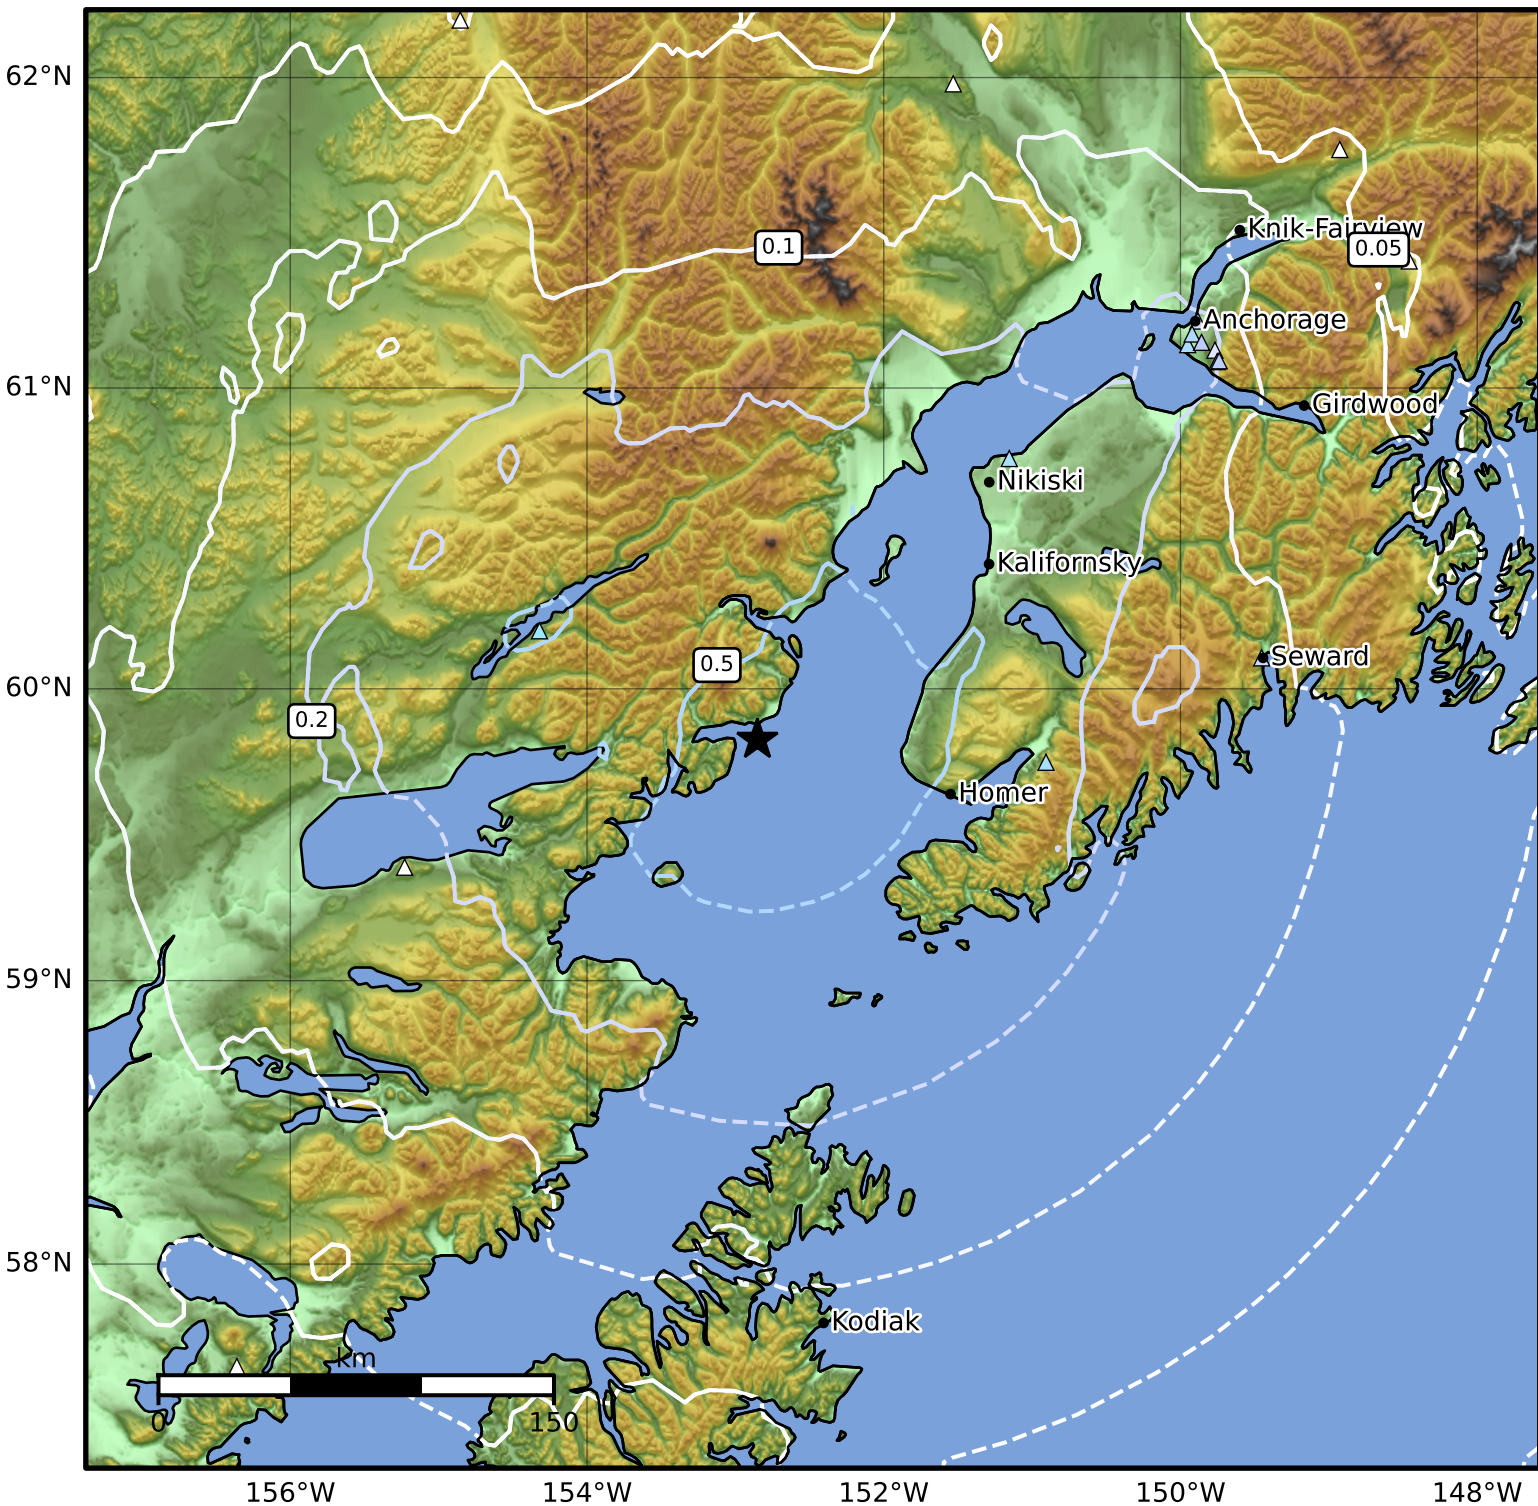 62°N
Knik-Fairview
0.1
0.05
Anchorage
61°N
Girdwood
Nikiski
Kalifornsky
0.5
Seward
60°N
0.2
Homer
59°N
58°N
Kodiak
km
0
150
156°W
154°W
152°W
150°W
148°W